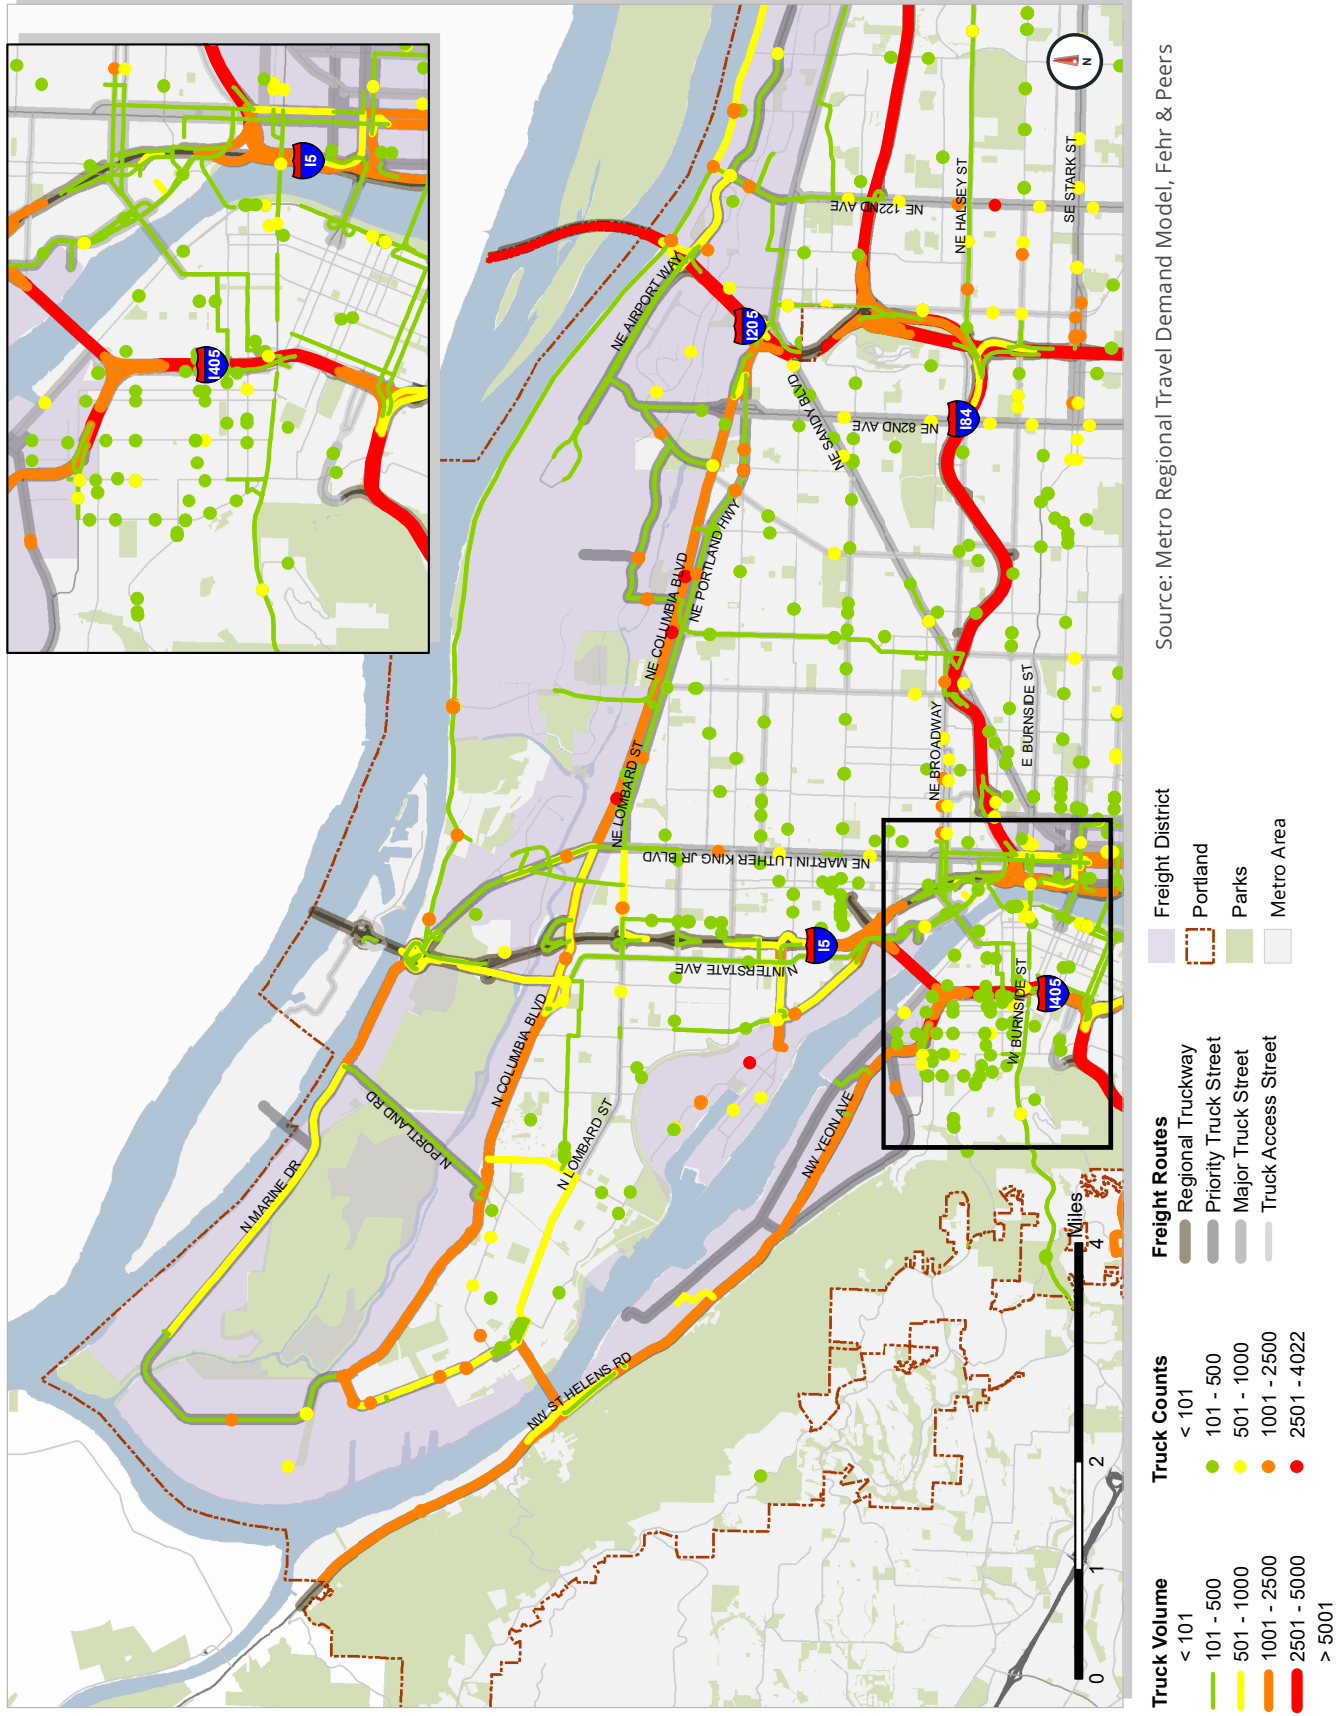 N MARINE DR
N PORTLAND RD
N COLUMBIA BLVD
N LOMBARD ST
NW ST HELENS RD
NW YEON AVE
N INTERSTATE AVE
NE MARTIN LUTHER KING JR BLVD
NE LOMBARD ST
NE COLUMBIA BLVD
NE PORTLAND HWY
NE AIRPORT WAY
NE SANDY BLVD
NE 82ND AVE
NE 122ND AVE
NE HALSEY ST
SE STARK ST
NE BROADWAY
E BURNSIDE ST
W BURNSIDE ST
I5
I405
I205
I84
I5
I405
N
0 1 2 4
Miles
Truck Volume
< 101
101 - 500
501 - 1000
1001 - 2500
2501 - 5000
> 5001
Truck Counts
< 101
101 - 500
501 - 1000
1001 - 2500
2501 - 4022
Freight Routes
Regional Truckway
Priority Truck Street
Major Truck Street
Truck Access Street
Freight District
Portland
Parks
Metro Area
Source: Metro Regional Travel Demand Model, Fehr & Peers